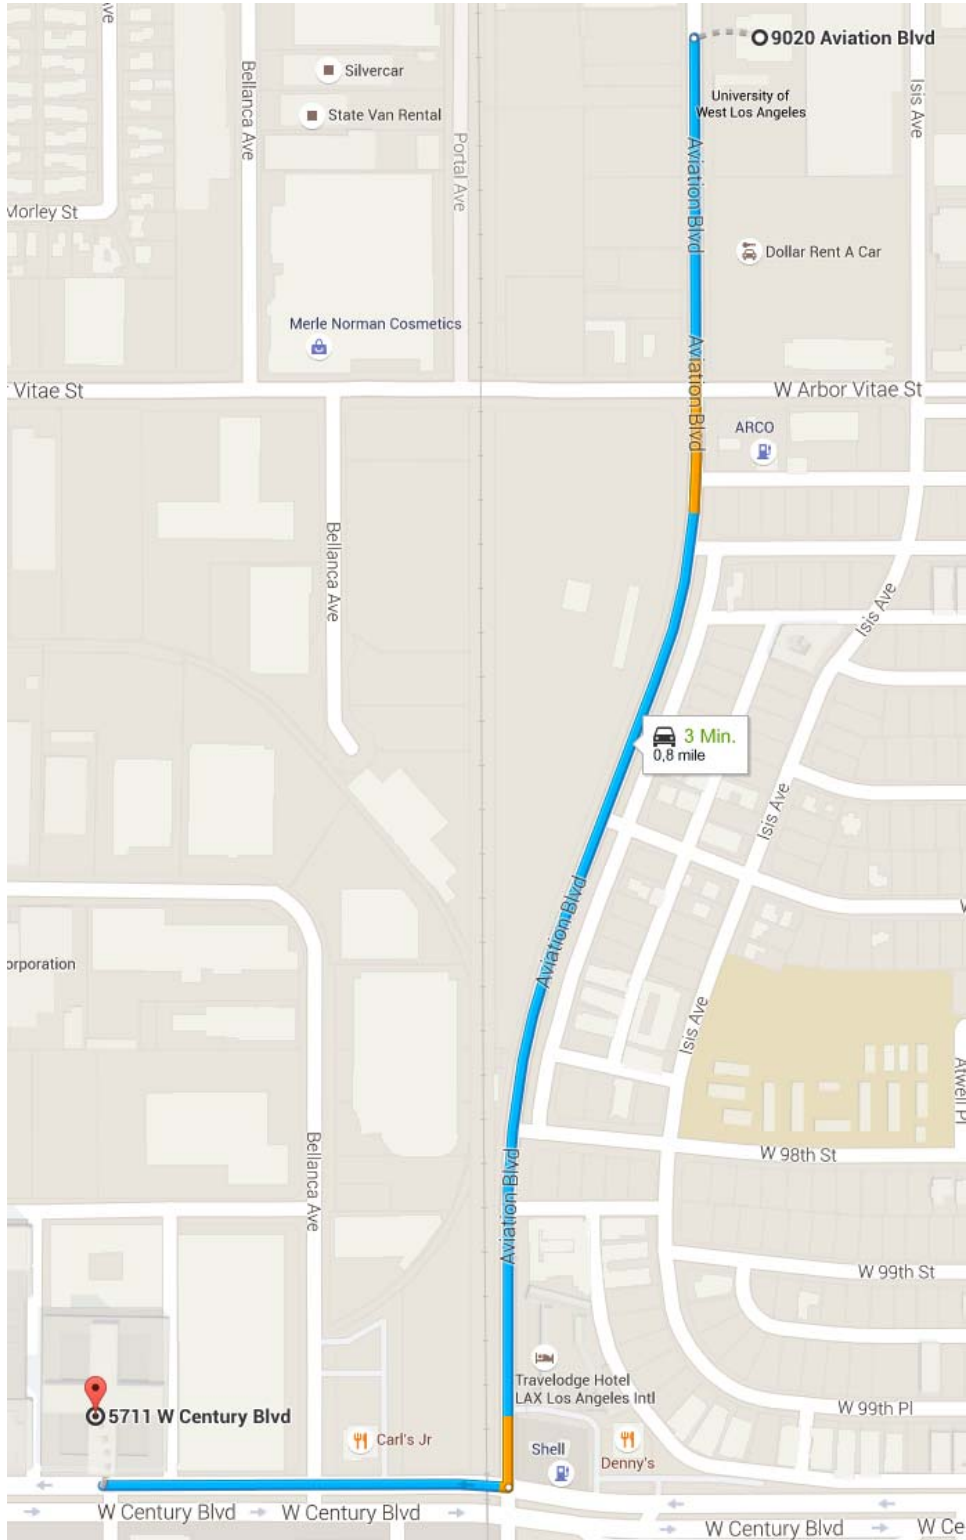 Ave
9020 Aviation Blvd
Silvercar
Bellanca Ave
Isis Ave
University of
West Los Angeles
State Van Rental
Portal Ave
Aviation Blvd
Morley St
Dollar Rent A Car
Merle Norman Cosmetics
Aviation Blvd
Vitae St
W Arbor Vitae St
ARCO
Bellanca Ave
Isis Ave
3 Min.
0,8 mile
Isis Ave
Aviation Blvd
orporation
Isis Ave
Atwell Pl
Bellanca Ave
W 98th St
Aviation Blvd
W 99th St
Travelodge Hotel
LAX Los Angeles Intl
5711 W Century Blvd
W 99th Pl
Carl's Jr
Shell
Denny's
W Century Blvd
W Century Blvd
W Century Blvd
W Ce